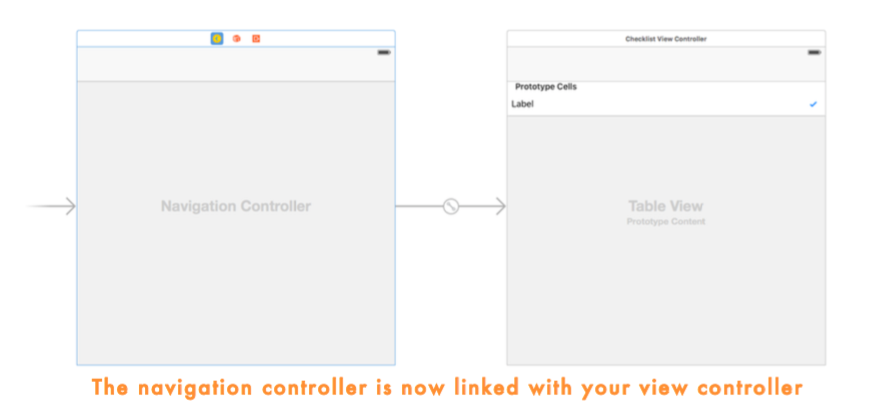 Checklist View Controller
Prototype Cells
Label
Navigation Controller
Table View
Prototype Content
The navigation controller is now linked with your view controller